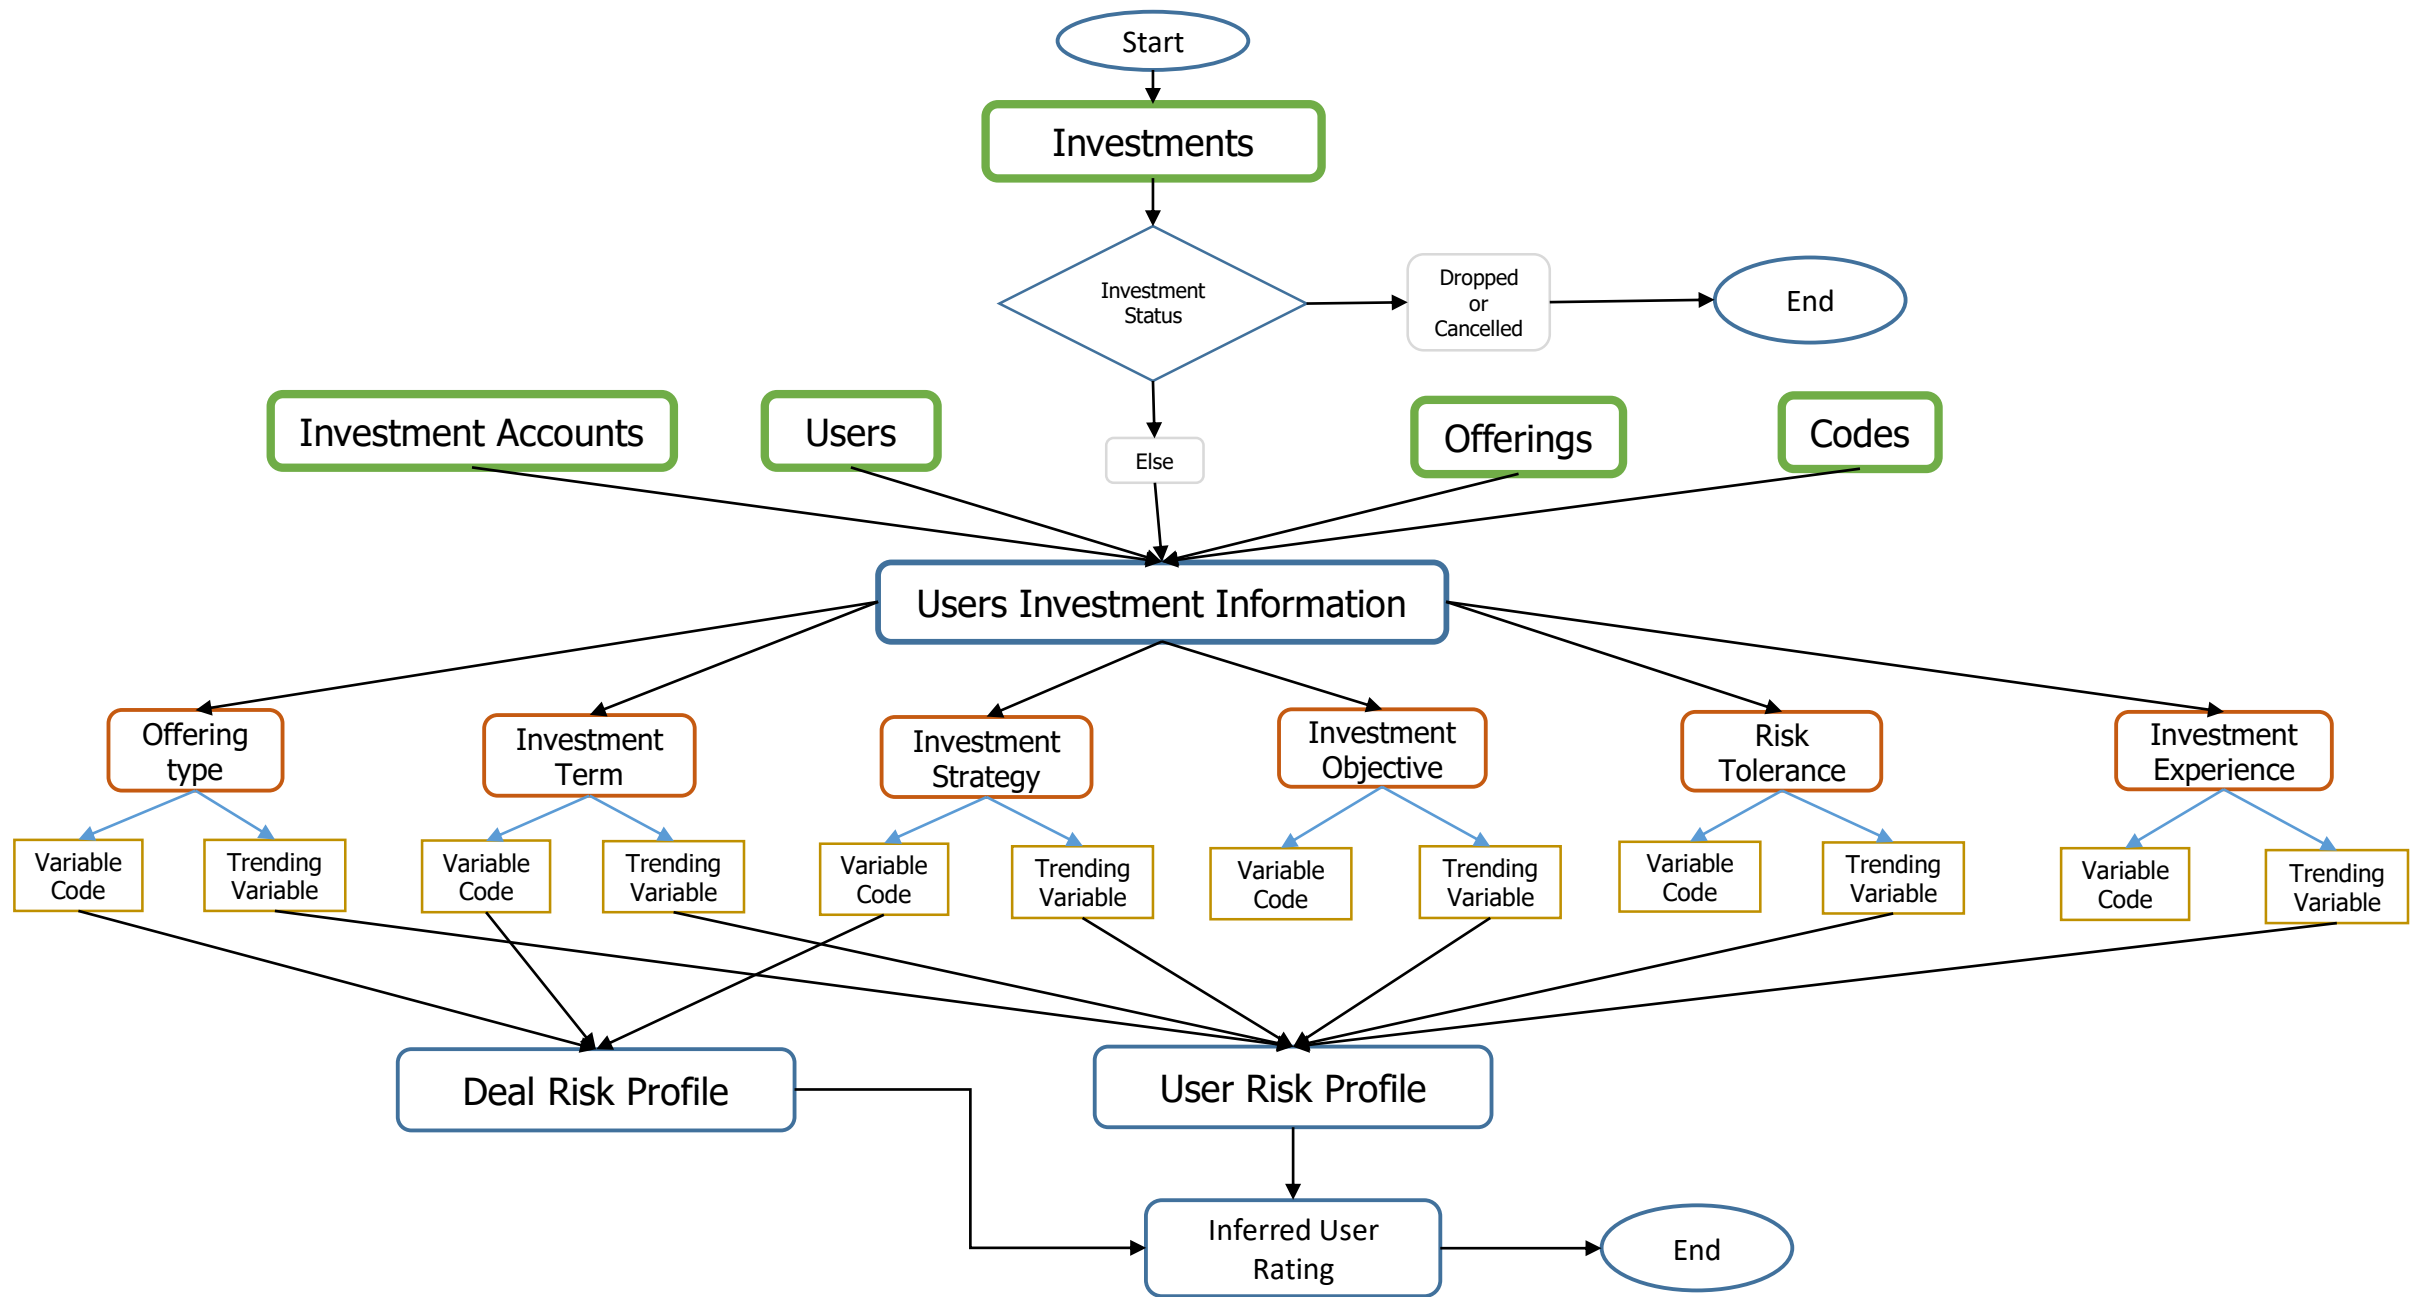 Start
Investments
Investment
Status
Dropped
or
Cancelled
End
Investment Accounts
Users
Else
Offerings
Codes
Users Investment Information
Offering
type
Investment
Term
Investment
Strategy
Investment
Objective
Risk
Tolerance
Investment
Experience
Variable
Code
Trending
Variable
Variable
Code
Trending
Variable
Variable
Code
Trending
Variable
Variable
Code
Trending
Variable
Variable
Code
Trending
Variable
Variable
Code
Trending
Variable
Deal Risk Profile
User Risk Profile
Inferred User
Rating
End